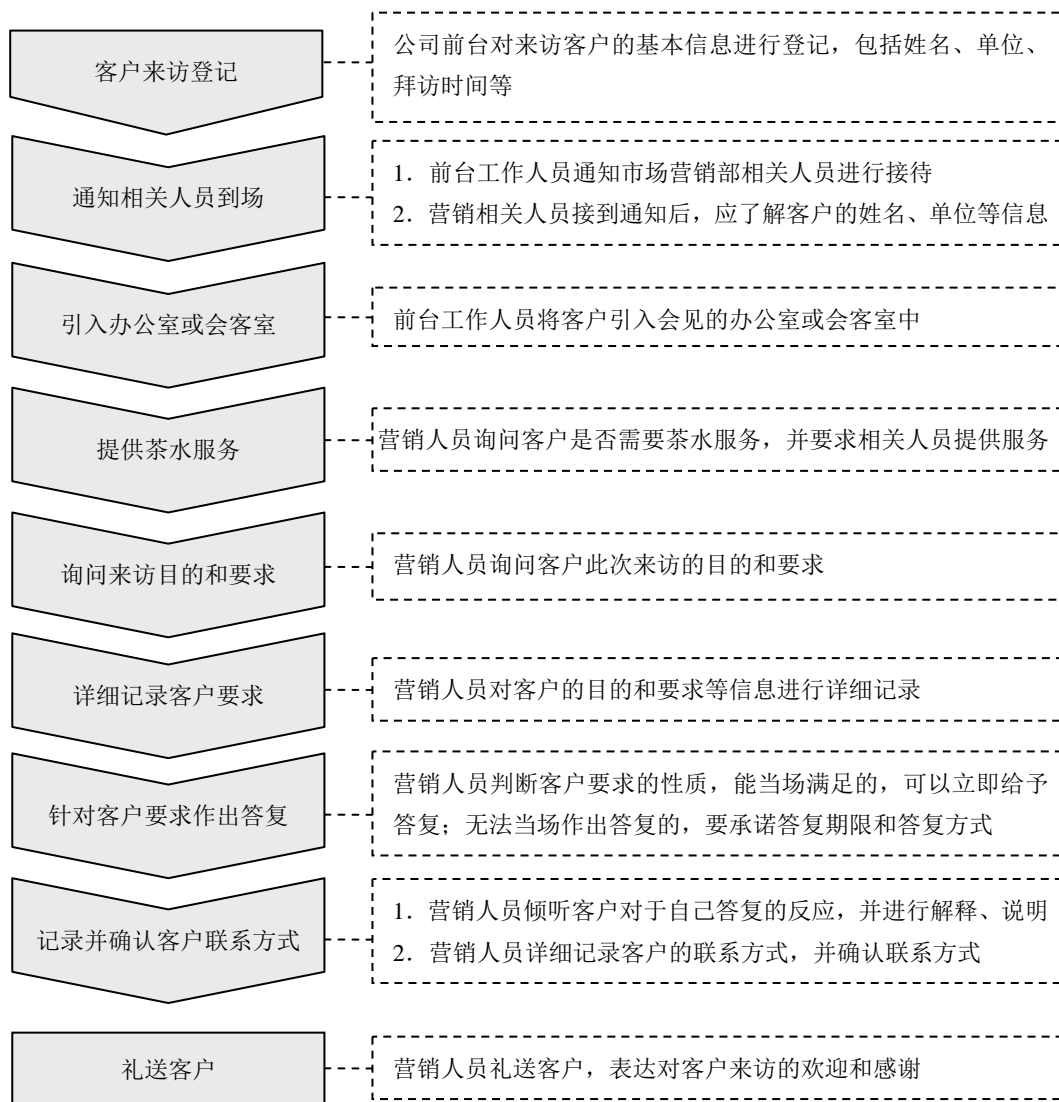 客户来访登记
公司前台对来访客户的基本信息进行登记，包括姓名、单位、
拜访时间等
通知相关人员到场
1．前台工作人员通知市场营销部相关人员进行接待
2．营销相关人员接到通知后，应了解客户的姓名、单位等信息
引入办公室或会客室
前台工作人员将客户引入会见的办公室或会客室中
提供茶水服务
营销人员询问客户是否需要茶水服务，并要求相关人员提供服务
询问来访目的和要求
营销人员询问客户此次来访的目的和要求
详细记录客户要求
营销人员对客户的目的和要求等信息进行详细记录
针对客户要求作出答复
营销人员判断客户要求的性质，能当场满足的，可以立即给予
答复；无法当场作出答复的，要承诺答复期限和答复方式
记录并确认客户联系方式
1．营销人员倾听客户对于自己答复的反应，并进行解释、说明
2．营销人员详细记录客户的联系方式，并确认联系方式
礼送客户
营销人员礼送客户，表达对客户来访的欢迎和感谢